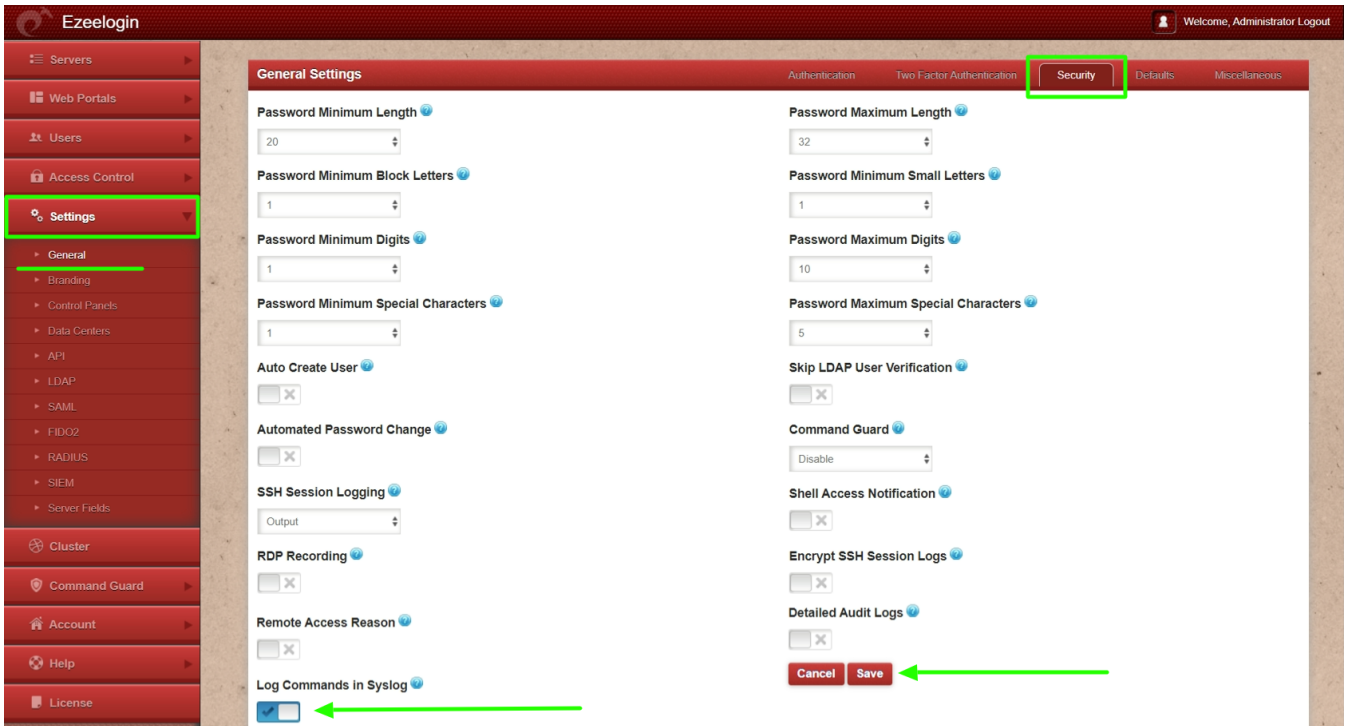 Ezeelogin
Welcome, Administrator Logout
Servers
Web Portals
Users
Access Control
Settings
General
Branding
Control Panels
Data Centers
API
LDAP
SAML
FIDO2
RADIUS
SIEM
Server Fields
Cluster
Command Guard
Account
Help
License
General Settings
Authentication Two Factor Authentication Security Defaults Miscellaneous
Password Minimum Length Password Maximum Length
20 32
Password Minimum Block Letters Password Minimum Small Letters
1 1
Password Minimum Digits Password Maximum Digits
1 10
Password Minimum Special Characters Password Maximum Special Characters
1 5
Auto Create User Skip LDAP User Verification
Automated Password Change Command Guard
Disable
SSH Session Logging Shell Access Notification
Output
RDP Recording Encrypt SSH Session Logs
Remote Access Reason Detailed Audit Logs
Cancel Save
Log Commands in Syslog